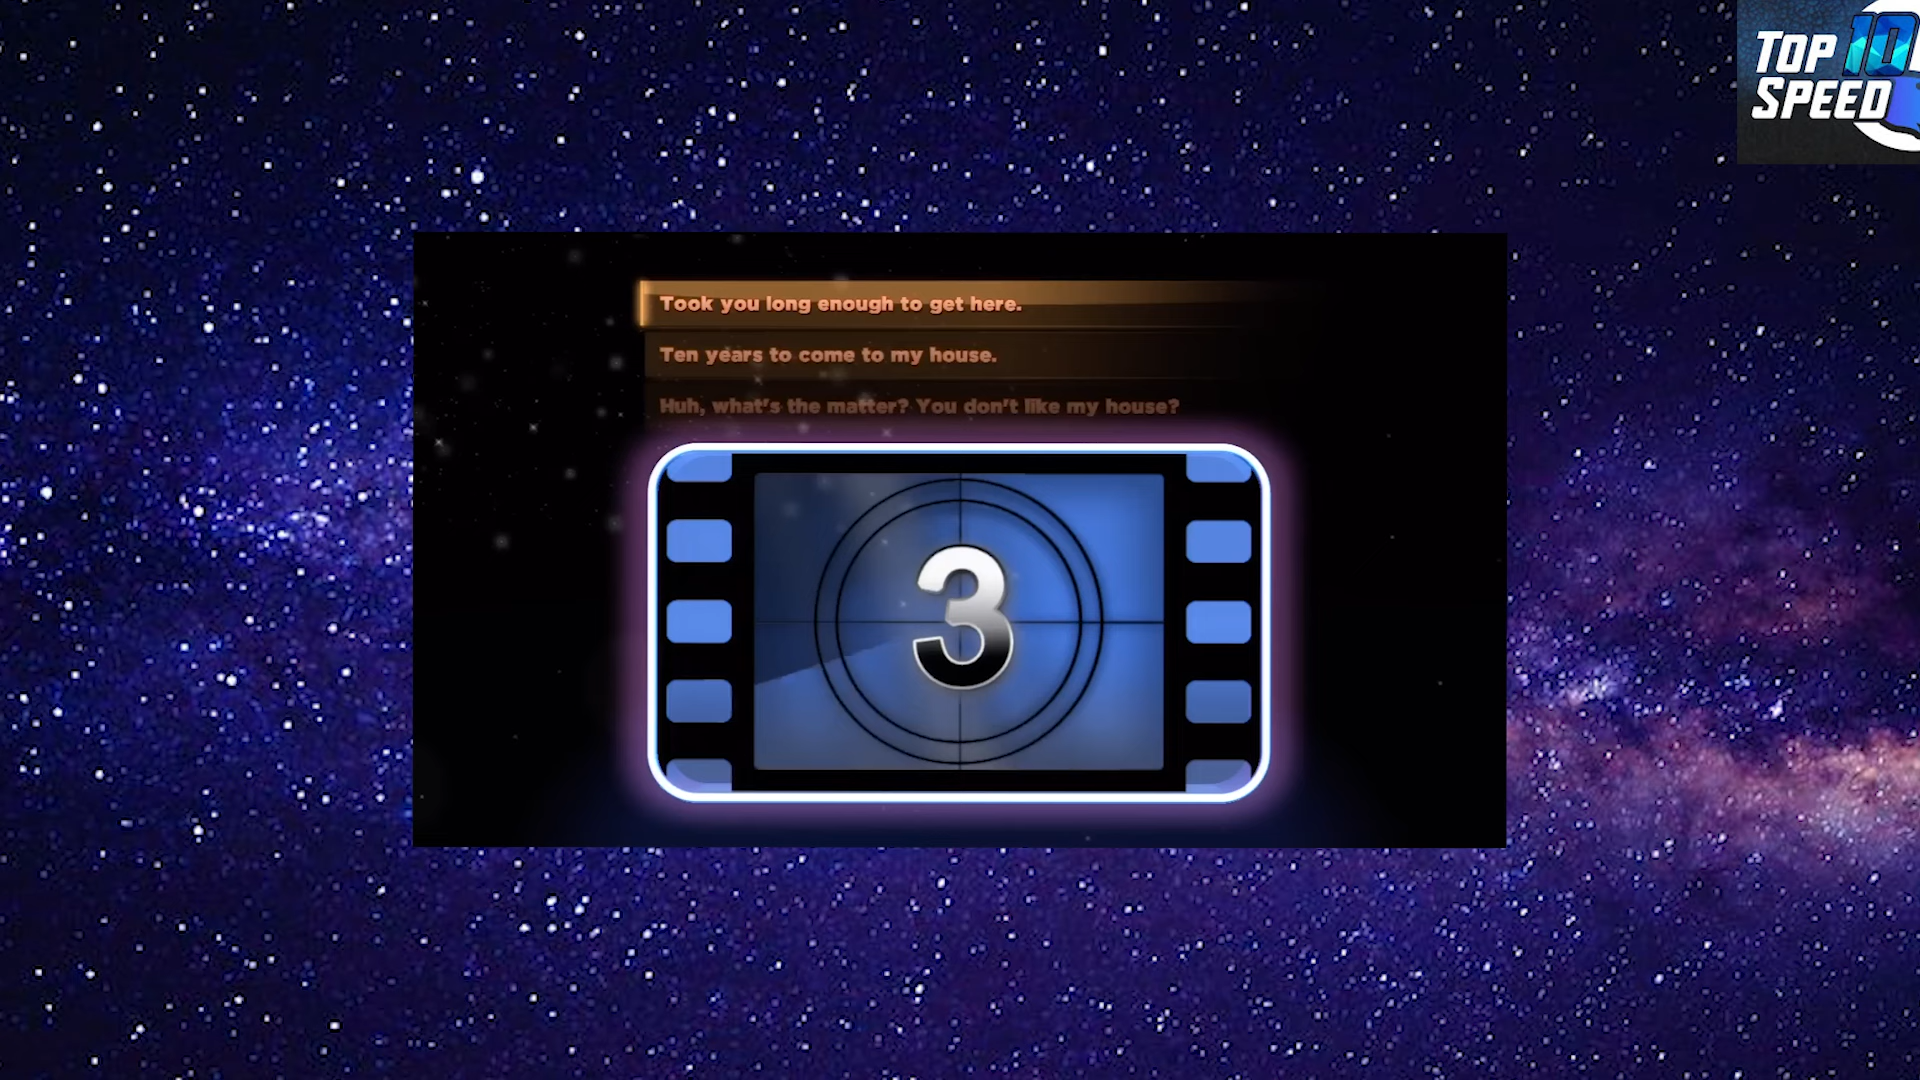 TOP 10
SPEED
Took you long enough to get here.
Ten years to come to my house.
Huh, what's the matter? You don't like my house?
3